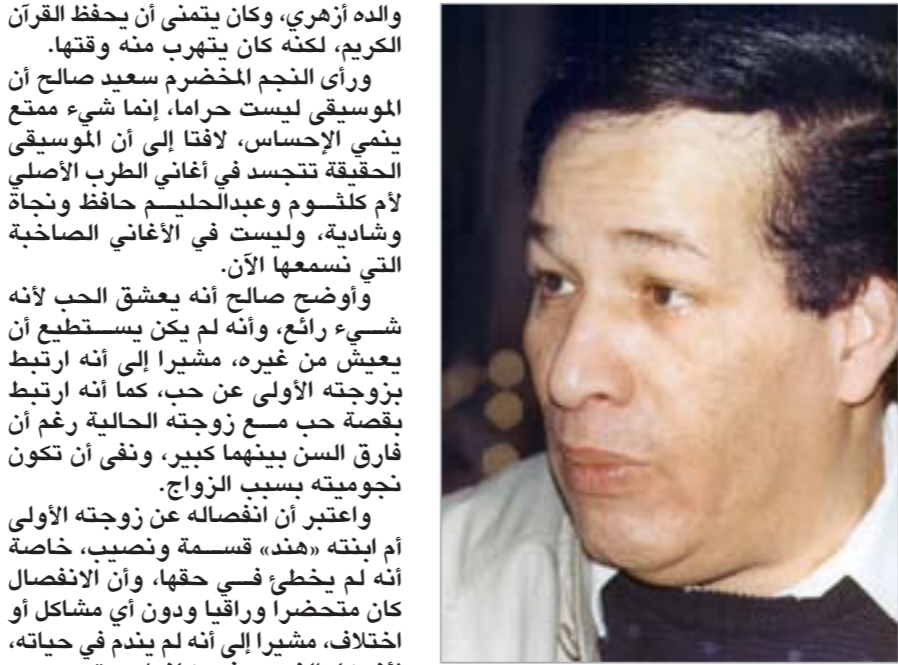 والده أزهري، وكان يتمنى أن يحفظ القرآن
الكريم، لكنه كان يتهرب منه وقتها.
ورأى النجم المخضرم سعيد صالح أن
الموسيقى ليست حراما، إنما شيء ممتع
ينمي الإحساس، لافتا إلى أن الموسيقى
الحقيقة تتجسد في أغاني الطرب الأصلي
لأم كلثوم وعبدالحليم حافظ ونجاة
وشادية، وليست في الأغاني الصاخبة
التي نسمعها الآن.
وأوضح صالح أنه يعشق الحب لأنه
شيء رائع، وأنه لم يكن يستطيع أن
يعيش من غيره، مشيرا إلى أنه ارتبط
بزوجته الأولى عن حب، كما أنه ارتبط
بقصة حب مع زوجته الحالية رغم أن
فارق السن بينهما كبير، ونفى أن تكون
نجوميته بسبب الزواج.
واعتبر أن انفصاله عن زوجته الأولى
أم ابنته «هند» قسمة ونصيب، خاصة
أنه لم يخطئ في حقها، وأن الانفصال
كان متحضرا وراقيا ودون أي مشاكل أو
اختلاف، مشيرا إلى أنه لم يندم في حياته،